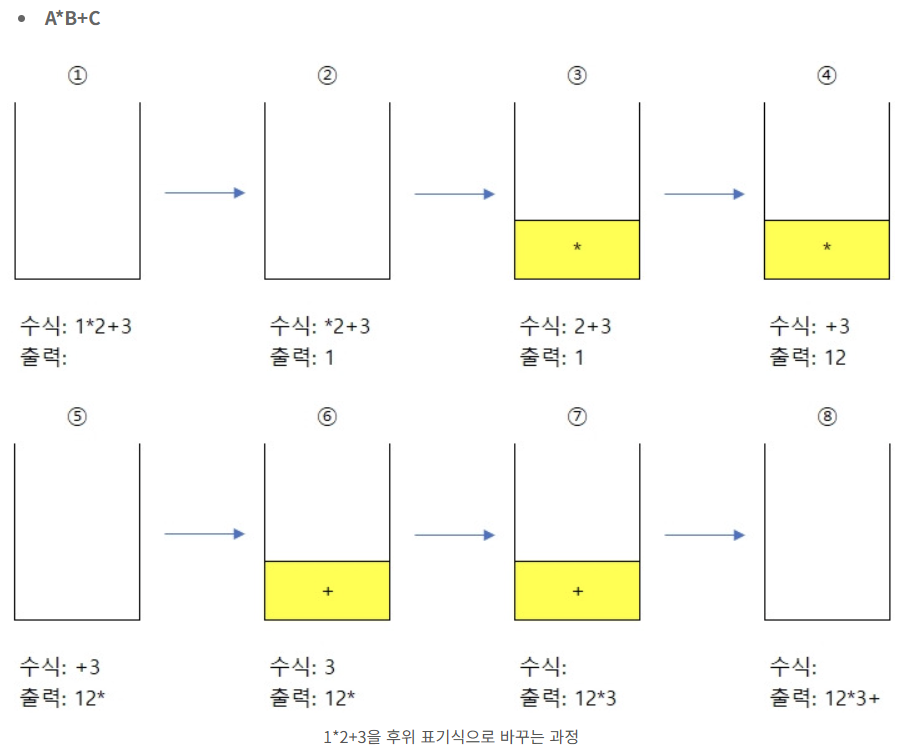 • A*B+C
① ② ③ ④
* *
수식: 1*2+3 수식: *2+3 수식: 2+3 수식: +3
출력: 출력: 1 출력: 1 출력: 12
⑤ ⑥ ⑦ ⑧
+ +
수식: +3 수식: 3 수식: 수식:
출력: 12* 출력: 12* 출력: 12*3 출력: 12*3+
1*2+3을 후위 표기식으로 바꾸는 과정